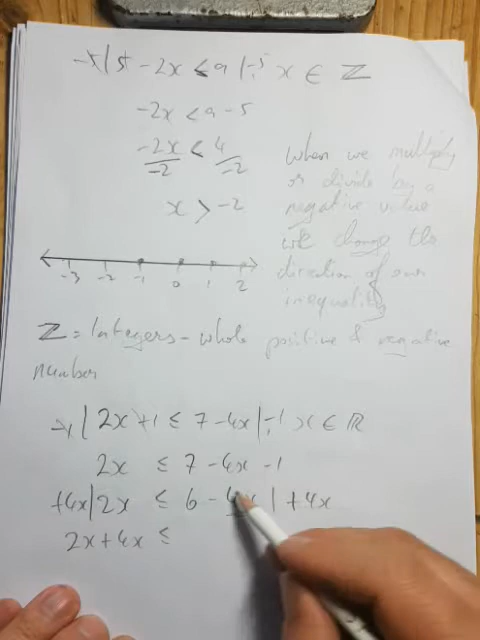 -5| 5 - 2x < 9 |-5 ; x ∈ ℤ
-2x < 9 - 5
-2x/-2 < 4/-2
x > -2
when we multiply
or divide by a
negative value
we change the
direction of our
inequality
-3 -2 -1 0 1 2
ℤ = Integers - whole positive & negative
number
-1| 2x + 1 ≤ 7 - 4x |-1 ; x ∈ ℝ
2x ≤ 7 - 4x - 1
+4x| 2x ≤ 6 - 4x | + 4x
2x + 4x ≤